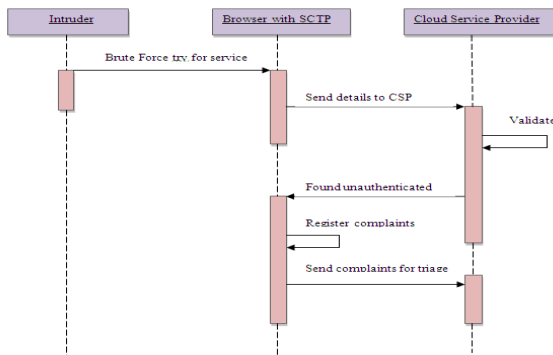 Intruder
Browser with SCTP
Cloud Service Provider
Brute Force try for service
Send details to CSP
Validate
Found unauthenticated
Register complaints
Send complaints for triage